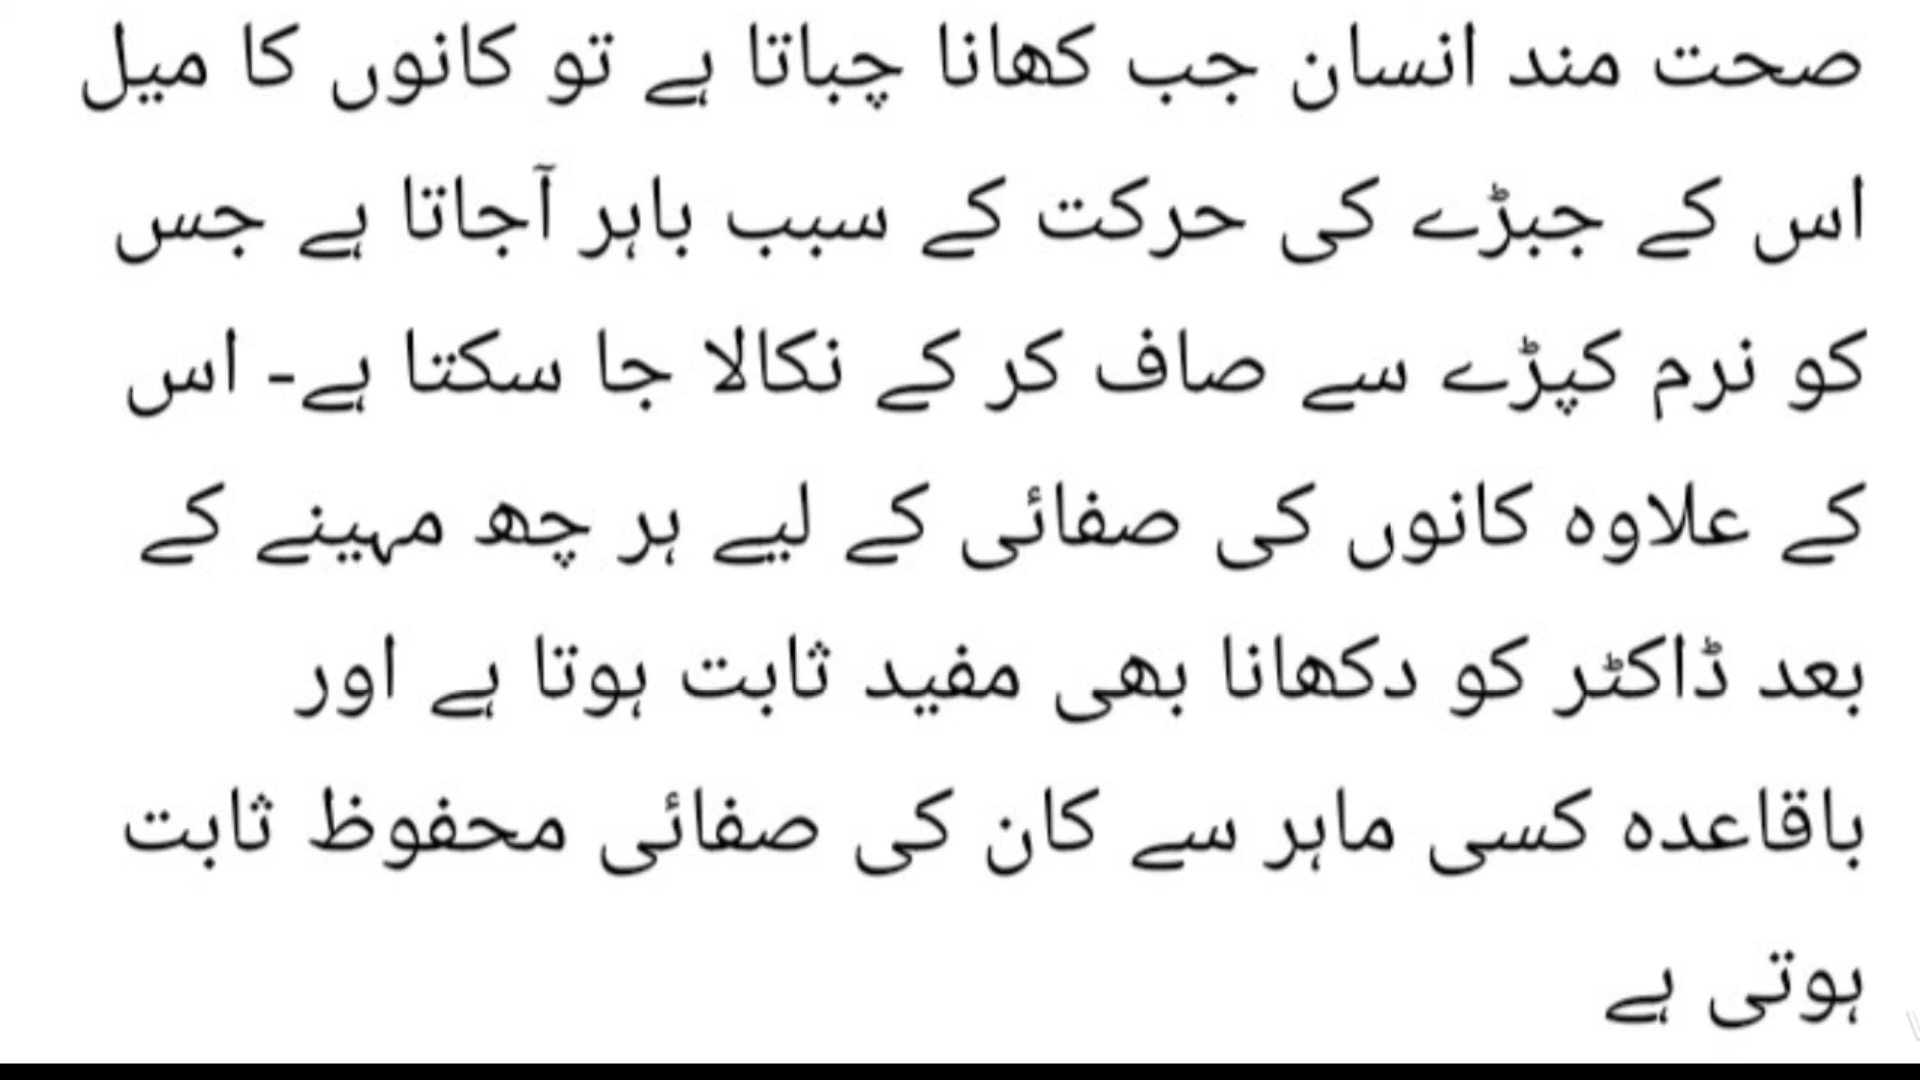 صحت مند انسان جب کھانا چباتا ہے تو کانوں کا میل
اس کے جبڑے کی حرکت کے سبب باہر آجاتا ہے جس
کو نرم کپڑے سے صاف کر کے نکالا جا سکتا ہے۔ اس
کے علاوہ کانوں کی صفائی کے لیے ہر چھ مہینے کے
بعد ڈاکٹر کو دکھانا بھی مفید ثابت ہوتا ہے اور
باقاعدہ کسی ماہر سے کان کی صفائی محفوظ ثابت
ہوتی ہے